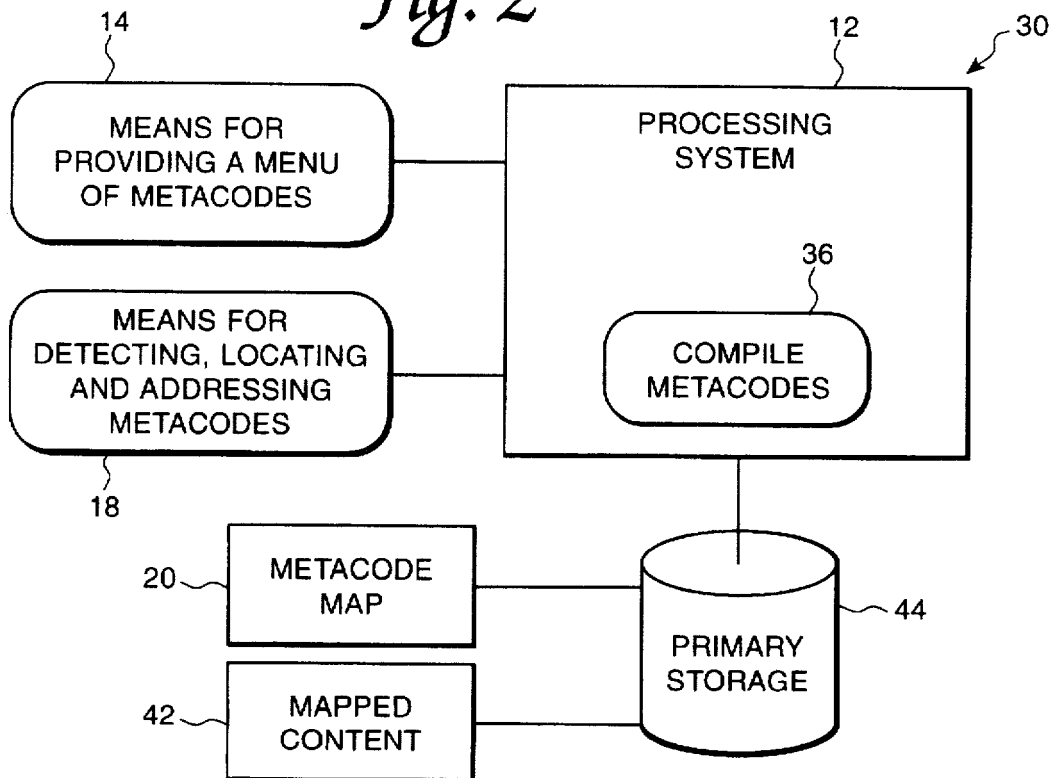 Fig. 2
14
12
30
MEANS FOR
PROVIDING A MENU
OF METACODES
PROCESSING
SYSTEM
36
MEANS FOR
DETECTING, LOCATING
AND ADDRESSING
METACODES
COMPILE
METACODES
18
20
METACODE
MAP
44
PRIMARY
STORAGE
42
MAPPED
CONTENT